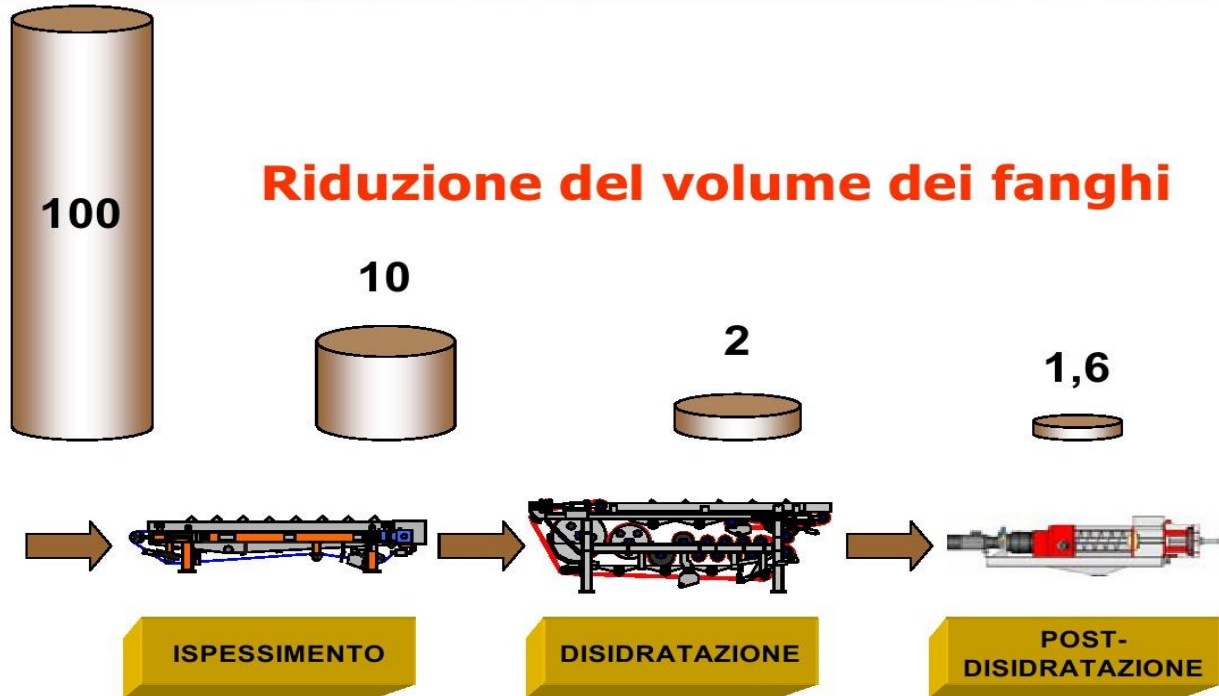 100
Riduzione del volume dei fanghi
10
2
1,6
ISPESSIMENTO
DISIDRATAZIONE
POST-
DISIDRATAZIONE